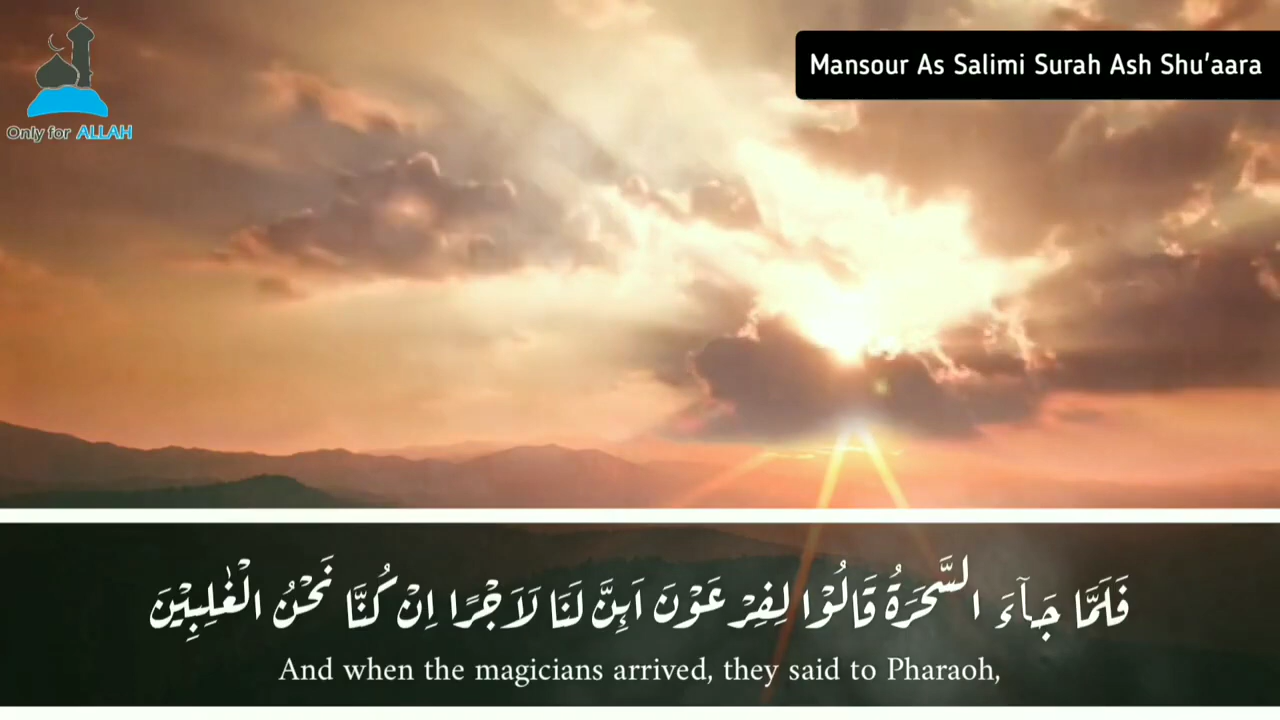 Only for ALLAH
Mansour As Salimi Surah Ash Shu'aara
فَلَمَّا جَآءَ السَّحَرَةُ قَالُوْا لِفِرْعَوْنَ اَئِنَّ لَنَا لَاَجْرًا اِنْ كُنَّا نَحْنُ الْغٰلِبِيْنَ
And when the magicians arrived, they said to Pharaoh,